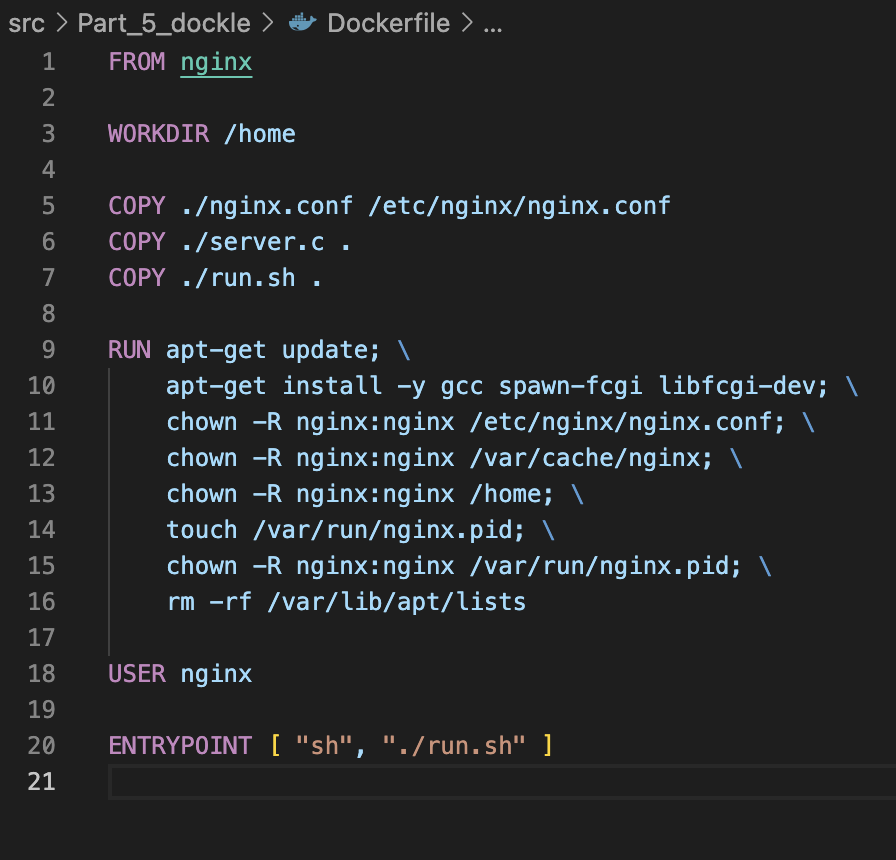 src > Part_5_dockle > Dockerfile > ...
1 FROM nginx
2
3 WORKDIR /home
4
5 COPY ./nginx.conf /etc/nginx/nginx.conf
6 COPY ./server.c .
7 COPY ./run.sh .
8
9 RUN apt-get update; \
10 apt-get install -y gcc spawn-fcgi libfcgi-dev; \
11 chown -R nginx:nginx /etc/nginx/nginx.conf; \
12 chown -R nginx:nginx /var/cache/nginx; \
13 chown -R nginx:nginx /home; \
14 touch /var/run/nginx.pid; \
15 chown -R nginx:nginx /var/run/nginx.pid; \
16 rm -rf /var/lib/apt/lists
17
18 USER nginx
19
20 ENTRYPOINT [ "sh", "./run.sh" ]
21